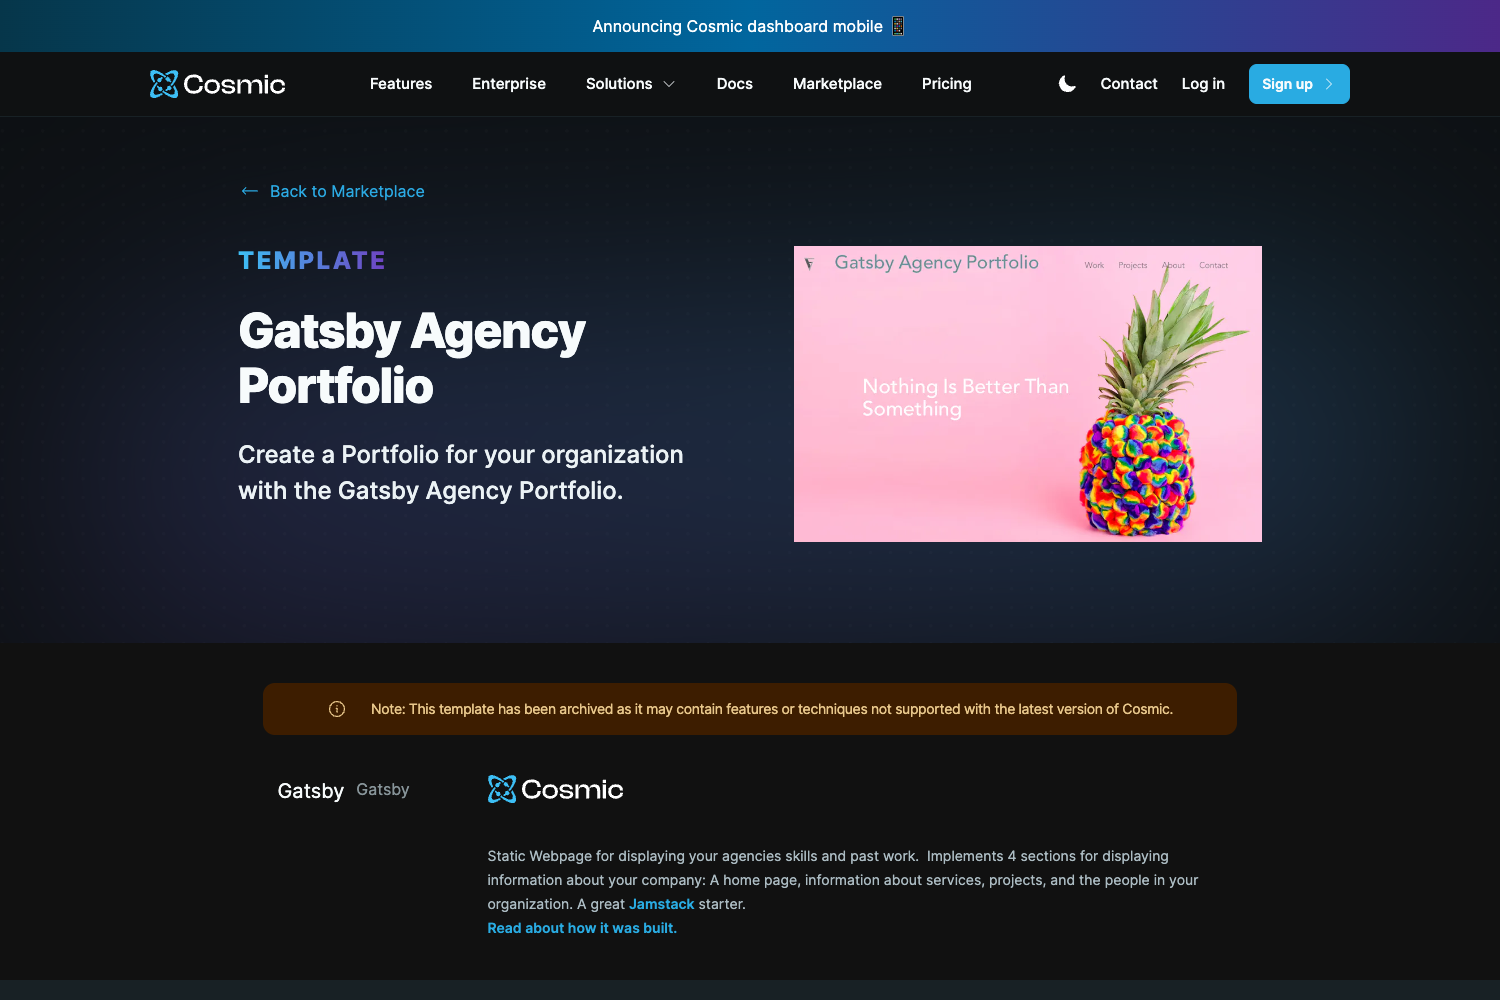 Announcing Cosmic dashboard mobile
Cosmic
Features
Enterprise
Solutions
Docs
Marketplace
Pricing
Contact
Log in
Sign up
Back to Marketplace
TEMPLATE
Gatsby Agency
Portfolio
Create a Portfolio for your organization
with the Gatsby Agency Portfolio.
Gatsby Agency Portfolio
Work
Projects
About
Contact
Nothing Is Better Than
Something
Note: This template has been archived as it may contain features or techniques not supported with the latest version of Cosmic.
Gatsby Gatsby
Cosmic
Static Webpage for displaying your agencies skills and past work.  Implements 4 sections for displaying
information about your company: A home page, information about services, projects, and the people in your
organization. A great Jamstack starter.
Read about how it was built.